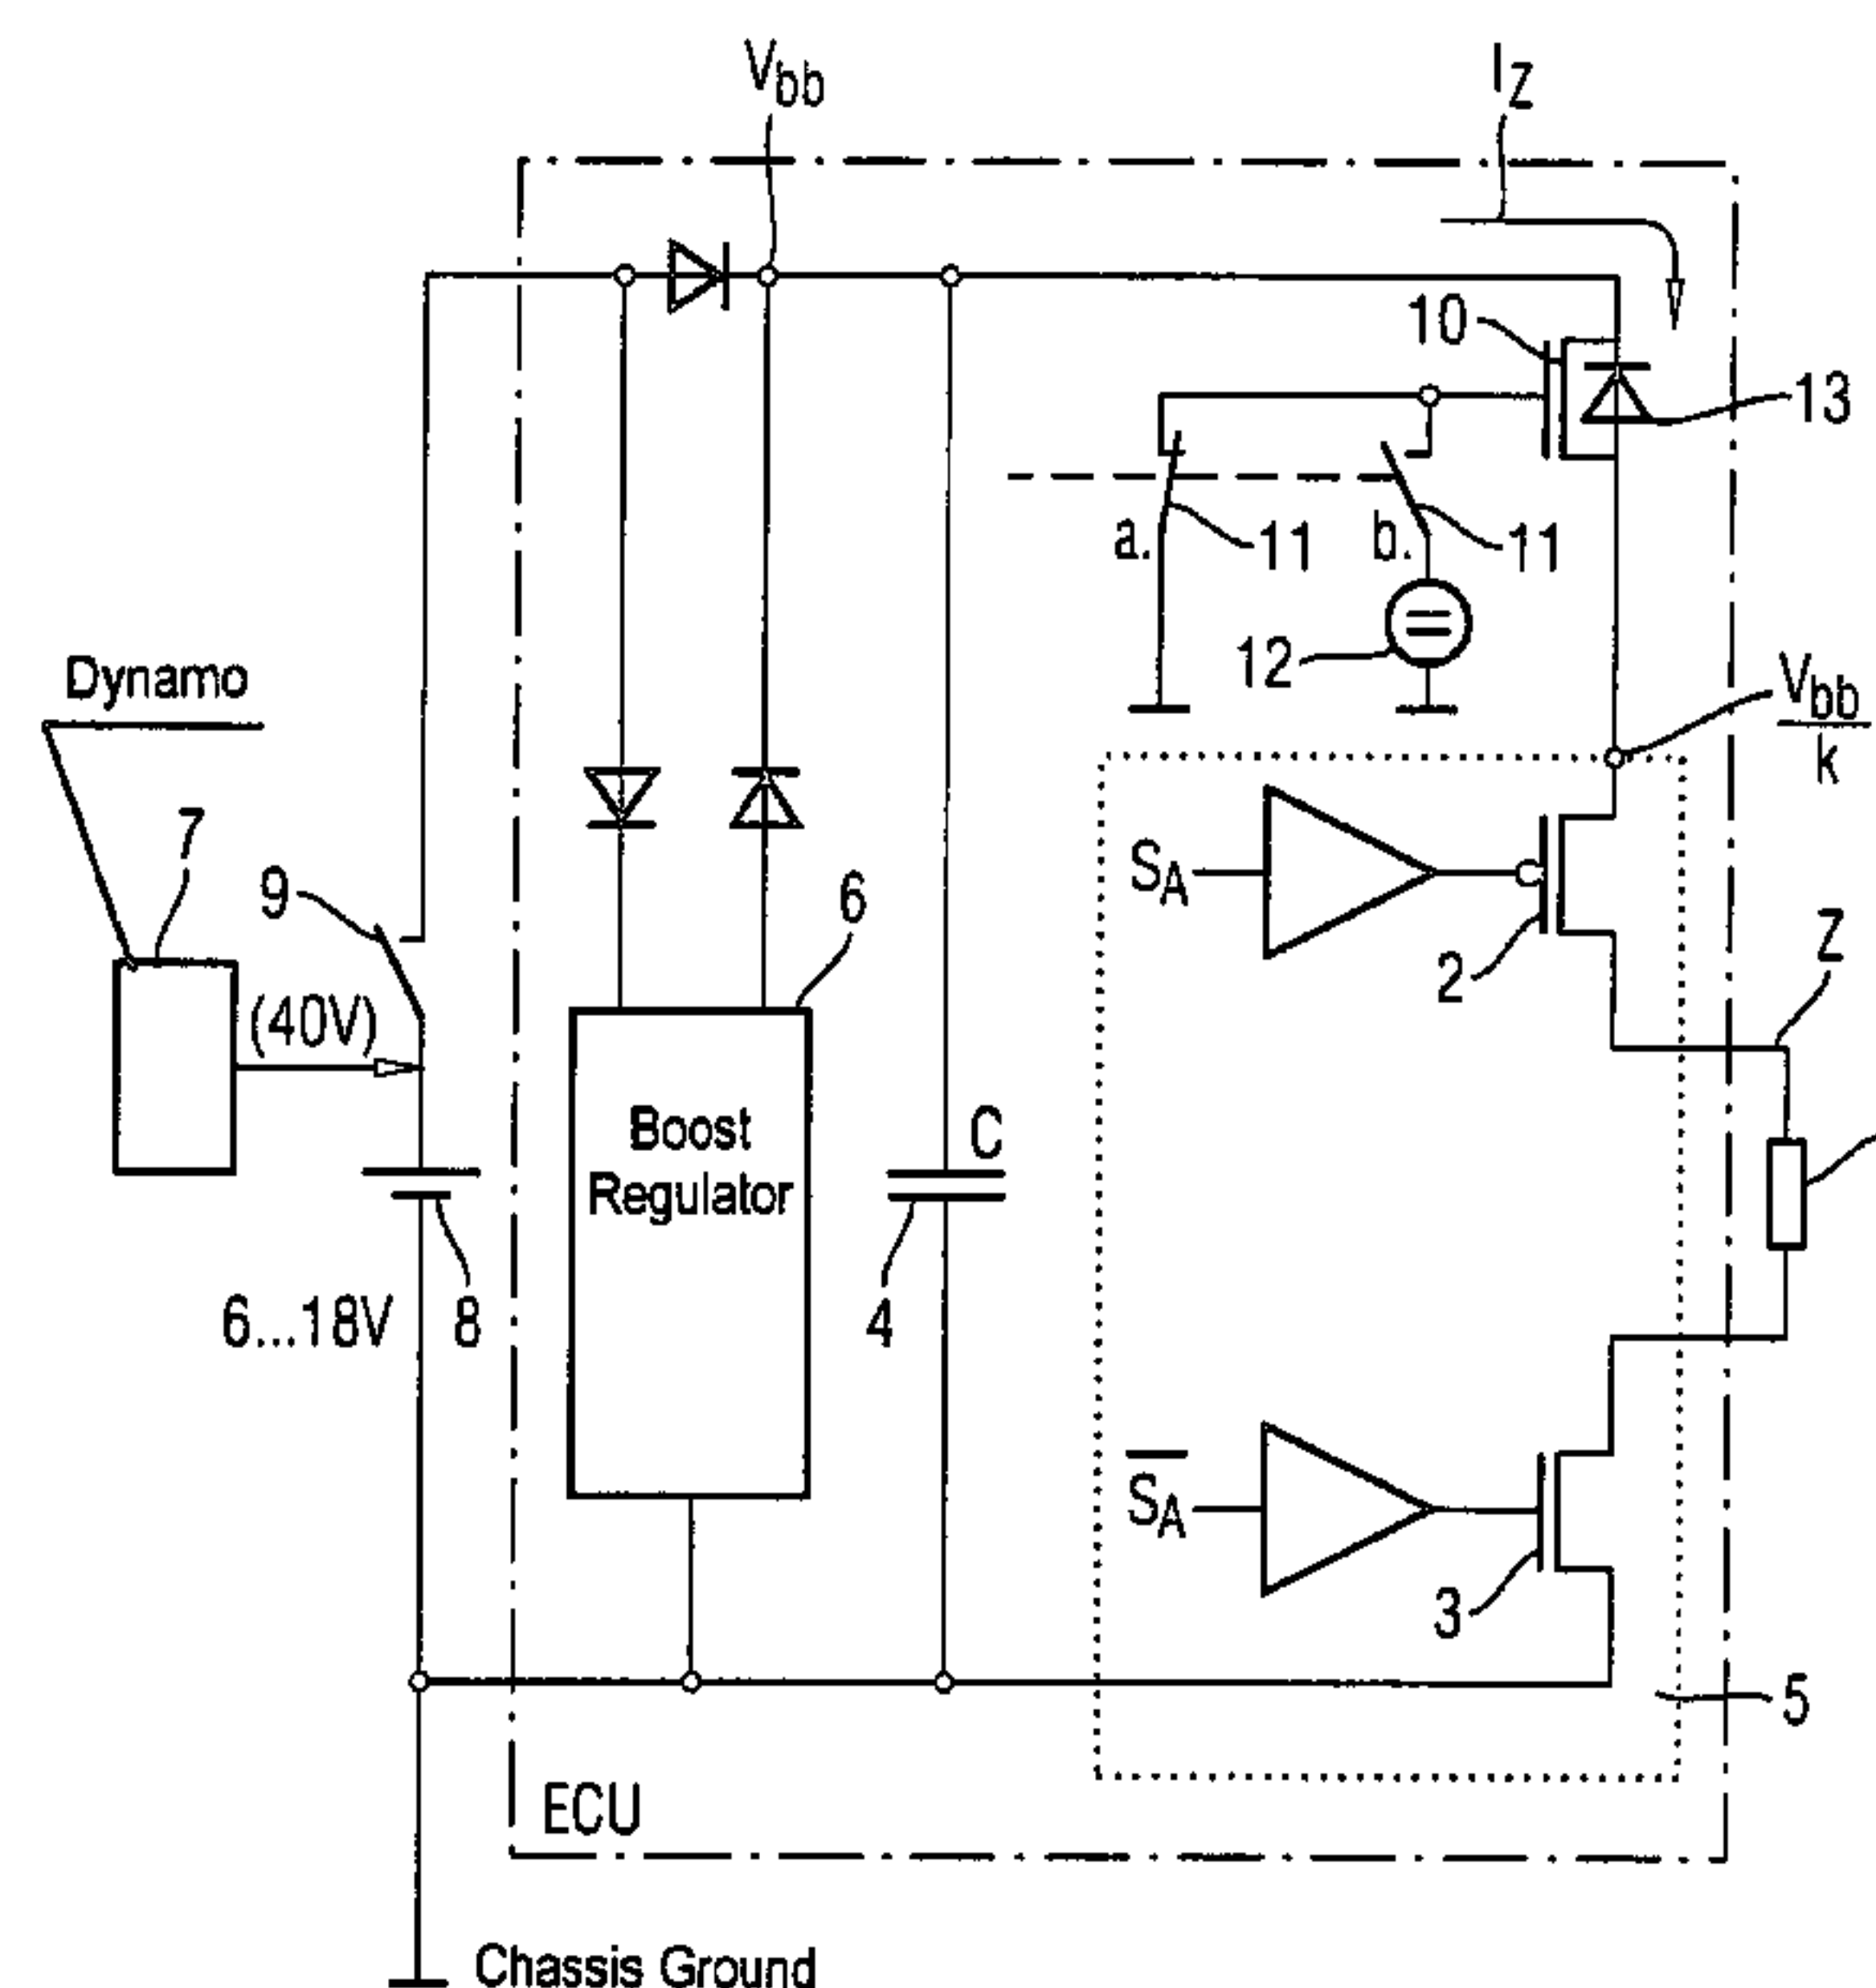 Vbb
IZ
10
13
a.
11
b.
11
12
Vbb
k
Dynamo
7
9
6
SA
2
Z
(40V)
Boost
Regulator
C
6...18V
8
4
S̅A̅
3
5
ECU
Chassis Ground